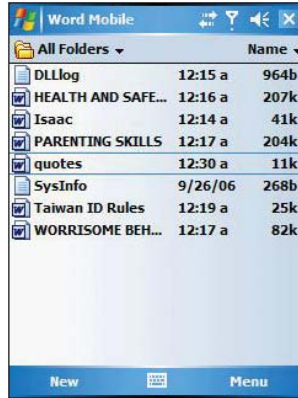 Word Mobile
All Folders Name
DLLlog 12:15 a 964b
HEALTH AND SAFE... 12:16 a 207k
Isaac 12:14 a 41k
PARENTING SKILLS 12:17 a 204k
quotes 12:30 a 11k
SysInfo 9/26/06 268b
Taiwan ID Rules 12:19 a 25k
WORRISOME BEH... 12:17 a 82k
New Menu